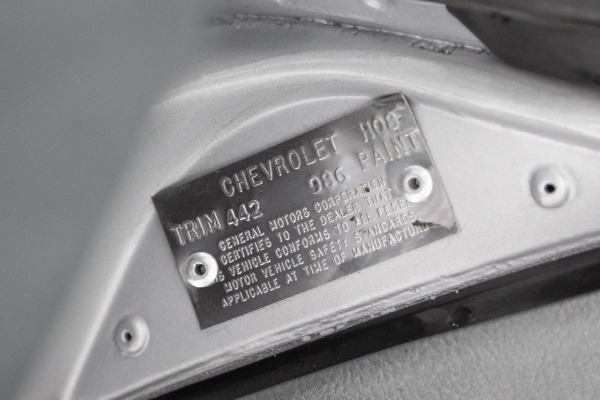 CHEVROLET
TRIM 442 986 PAINT
GENERAL MOTORS CORPORATION
CERTIFIES TO THE DEALER THAT
VEHICLE CONFORMS TO ALL
MOTOR VEHICLE SAFETY STANDARDS
APPLICABLE AT TIME OF MANUFACTURE